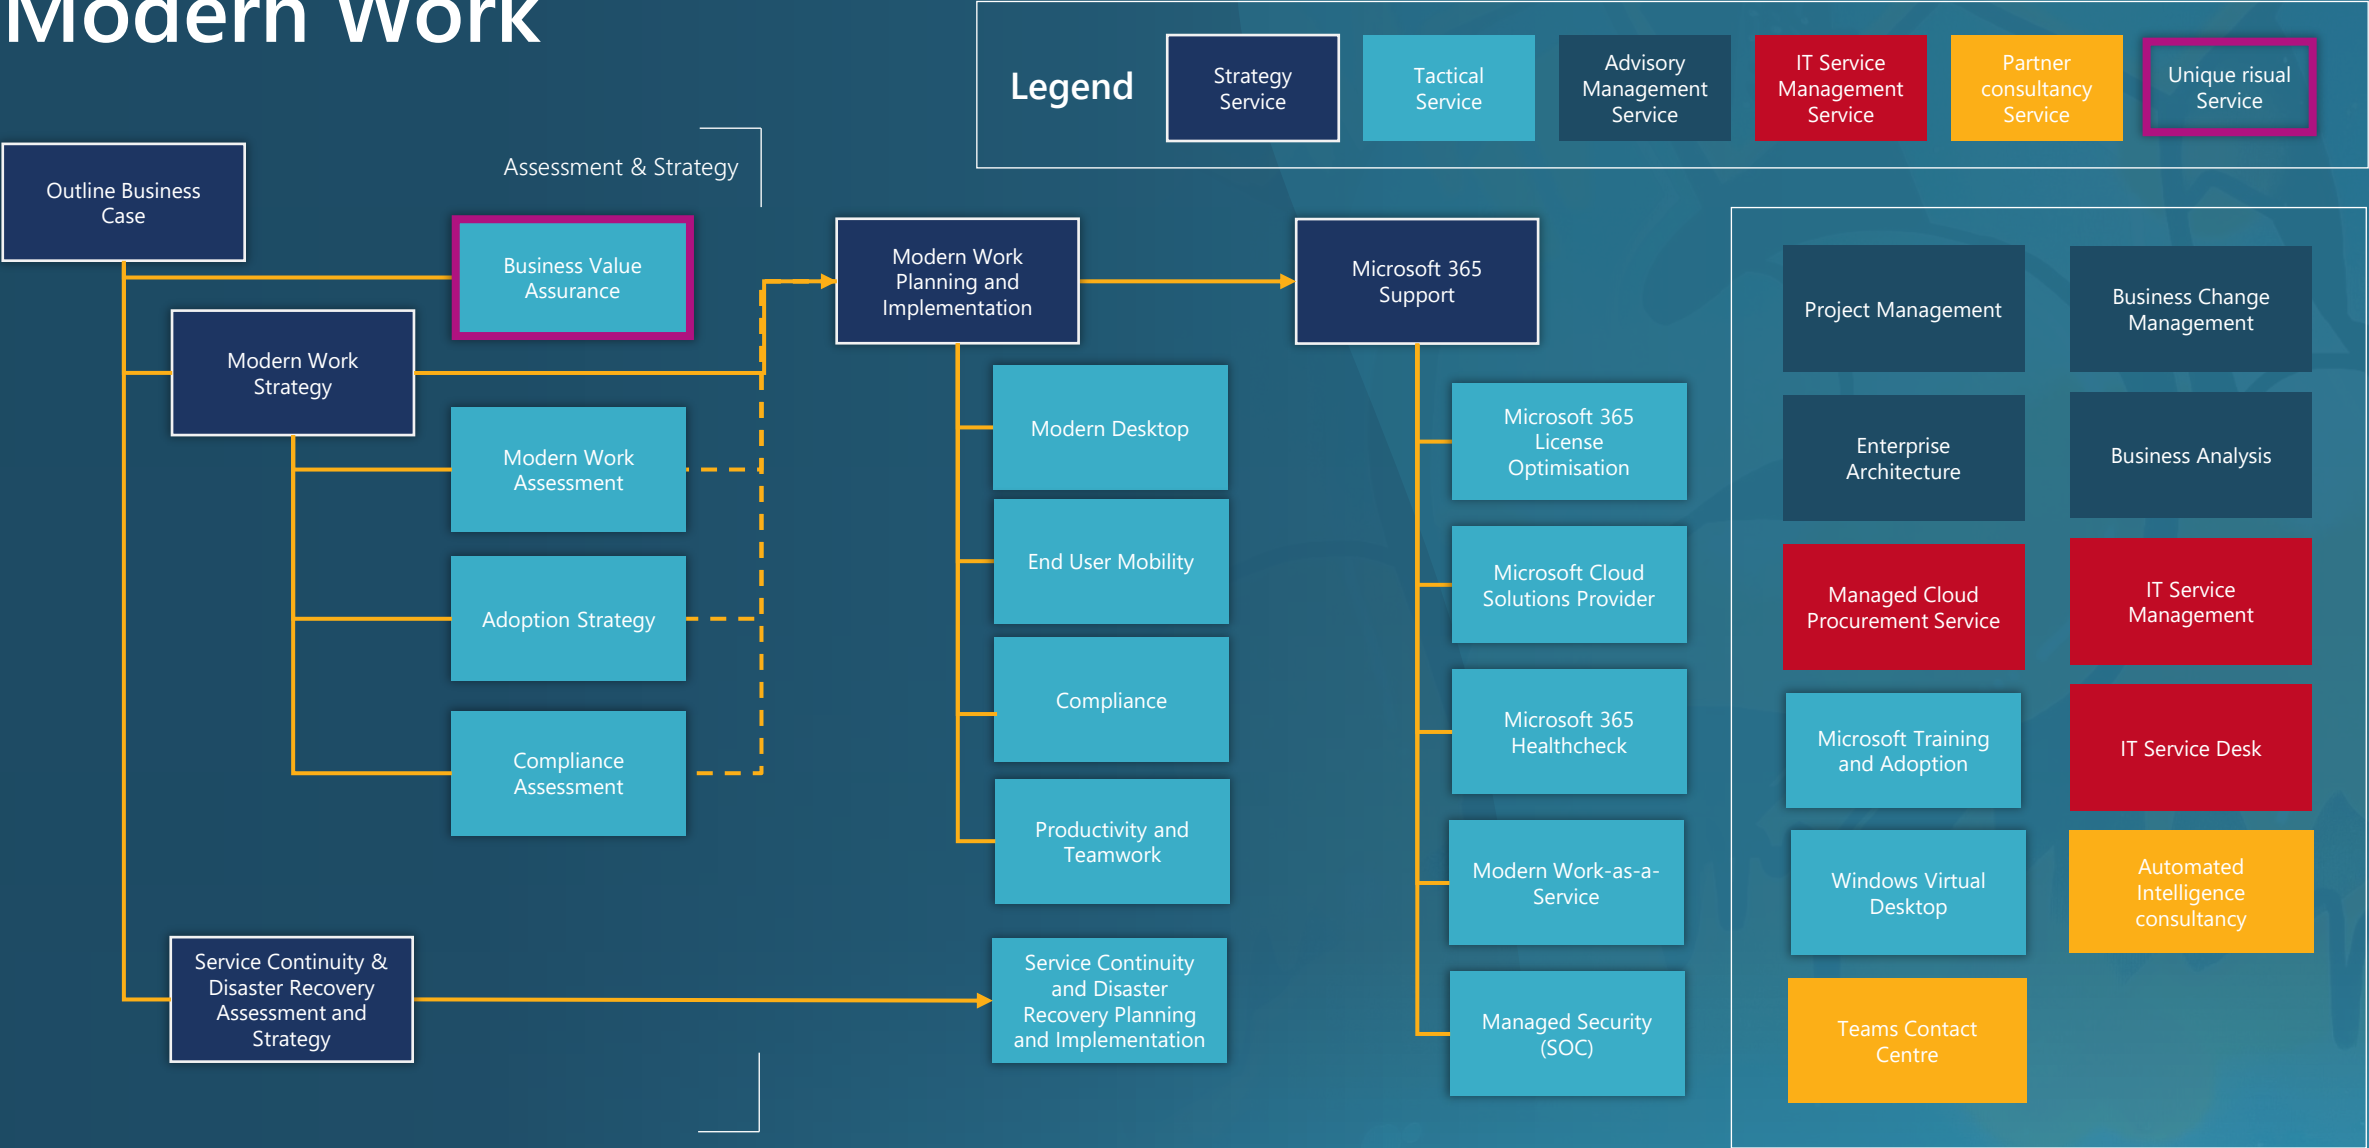 Modern Work
Legend
Strategy
Service
Tactical
Service
Advisory
Management
Service
IT Service
Management
Service
Partner
consultancy
Service
Unique risual
Service
Assessment & Strategy
Outline Business
Case
Business Value
Assurance
Modern Work
Strategy
Modern Work
Assessment
Adoption Strategy
Compliance
Assessment
Service Continuity &
Disaster Recovery
Assessment and
Strategy
Modern Work
Planning and
Implementation
Modern Desktop
End User Mobility
Compliance
Productivity and
Teamwork
Service Continuity
and Disaster
Recovery Planning
and Implementation
Microsoft 365
Support
Microsoft 365
License
Optimisation
Microsoft Cloud
Solutions Provider
Microsoft 365
Healthcheck
Modern Work-as-a-
Service
Managed Security
(SOC)
Project Management
Business Change
Management
Enterprise
Architecture
Business Analysis
Managed Cloud
Procurement Service
IT Service
Management
Microsoft Training
and Adoption
IT Service Desk
Windows Virtual
Desktop
Automated
Intelligence
consultancy
Teams Contact
Centre